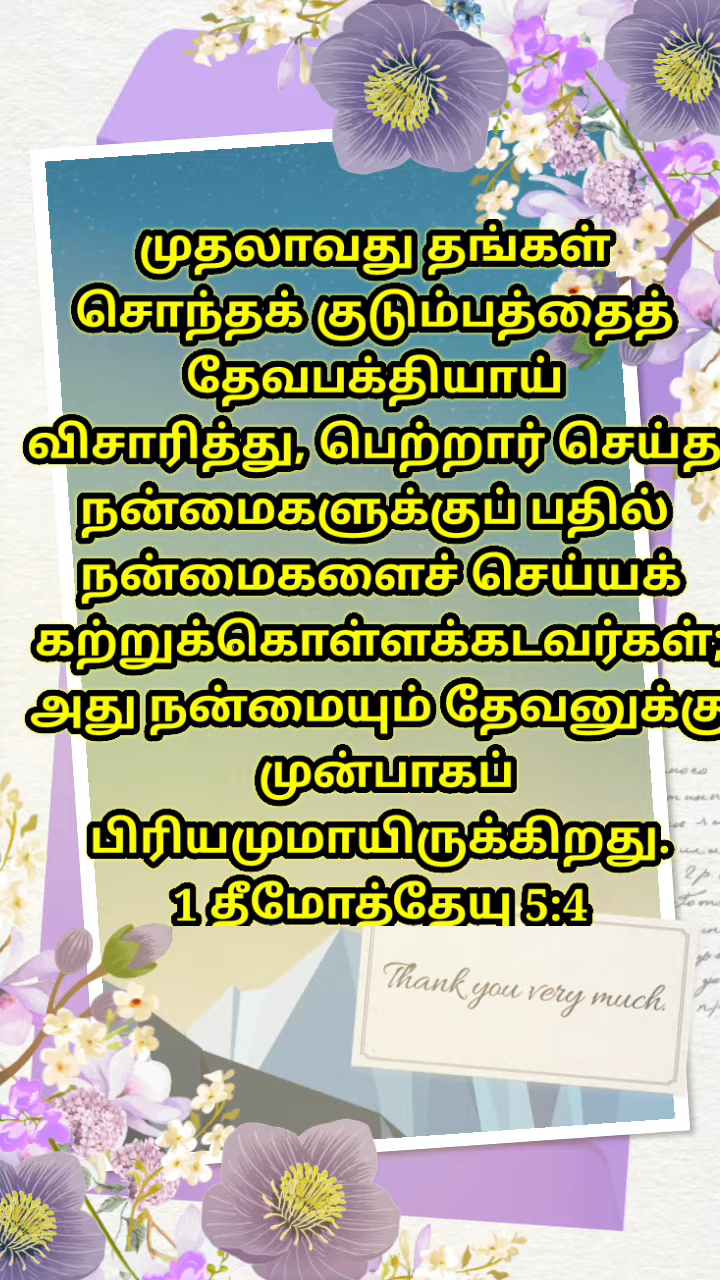 முதலாவது தங்கள்
சொந்தக் குடும்பத்தைத்
தேவபக்தியாய்
விசாரித்து, பெற்றார் செய்த
நன்மைகளுக்குப் பதில்
நன்மைகளைச் செய்யக்
கற்றுக்கொள்ளக்கடவர்கள்;
அது நன்மையும் தேவனுக்கு
முன்பாகப்
பிரியமுமாயிருக்கிறது.
1 தீமோத்தேயு 5:4
Thank you very much.